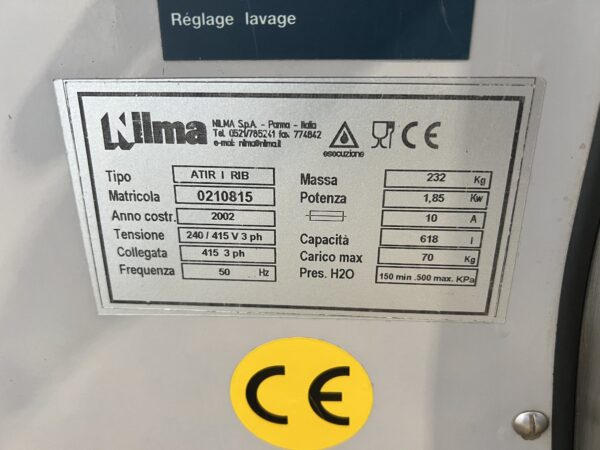 Réglage lavage
Nilma
NILMA S.p.A. - Parma - Italia
Tel. 0521/785241 fax 774842
e-mail: nilma@nilma.it
esecuzione
CE
Tipo ATIR I RIB
Matricola 0210815
Anno costr. 2002
Tensione 240 / 415 V 3 ph
Collegata 415 3 ph
Frequenza 50 Hz
Massa 232 Kg
Potenza 1,85 Kw
10 A
Capacità 618 l
Carico max 70 Kg
Pres. H2O 150 min .500 max. KPa
CE